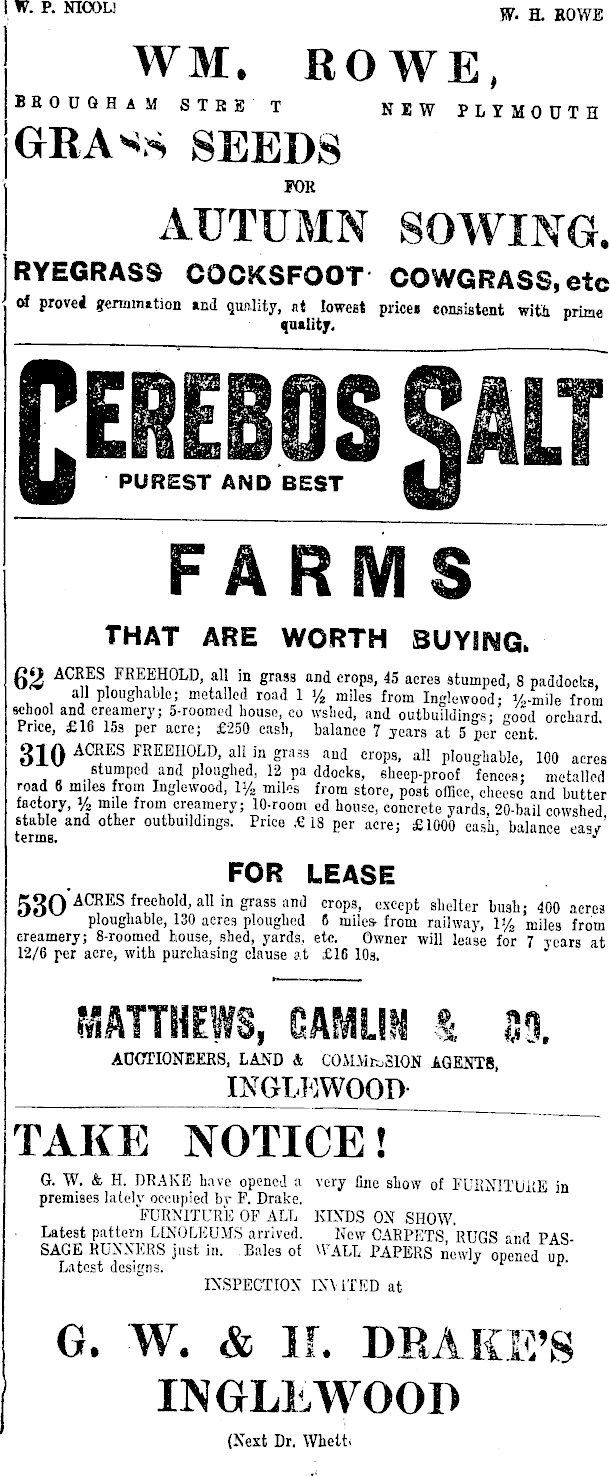 W. P. NICOL
W. H. ROWE
WM. ROWE,
BROUGHAM STREET NEW PLYMOUTH
GRASS SEEDS
FOR
AUTUMN SOWING.
RYEGRASS COCKSFOOT COWGRASS, etc
of proved germination and quality, at lowest prices consistent with prime
quality.
CEREBOS SALT
PUREST AND BEST
FARMS
THAT ARE WORTH BUYING.
62 ACRES FREEHOLD, all in grass and crops, 45 acres stumped, 8 paddocks,
all ploughable; metalled road 1 ½ miles from Inglewood; ½-mile from
school and creamery; 5-roomed house, co wshed, and outbuildings; good orchard.
Price, £16 15s per acre; £250 cash, balance 7 years at 5 per cent.
310 ACRES FREEHOLD, all in grass and crops, all ploughable, 100 acres
stumped and ploughed, 12 pa ddocks, sheep-proof fences; metalled
road 6 miles from Inglewood, 1½ miles from store, post office, cheese and butter
factory, ½ mile from creamery; 10-room ed house, concrete yards, 20-bail cowshed,
stable and other outbuildings. Price £18 per acre; £1000 cash, balance easy
terms.
FOR LEASE
530 ACRES freehold, all in grass and crops, except shelter bush; 400 acres
ploughable, 130 acres ploughed 6 miles from railway, 1½ miles from
creamery; 8-roomed house, shed, yards, etc. Owner will lease for 7 years at
12/6 per acre, with purchasing clause at £16 10s.
MATTHEWS, GAMLIN & CO.
AUCTIONEERS, LAND & COMMISSION AGENTS,
INGLEWOOD
TAKE NOTICE!
G. W. & H. DRAKE have opened a very fine show of FURNITURE in
premises lately occupied by F. Drake.
FURNITURE OF ALL KINDS ON SHOW.
Latest pattern LINOLEUMS arrived. New CARPETS, RUGS and PAS-
SAGE RUNNERS just in. Bales of WALL PAPERS newly opened up.
Latest designs.
INSPECTION INVITED at
G. W. & H. DRAKE'S
INGLEWOOD
(Next Dr. Whett